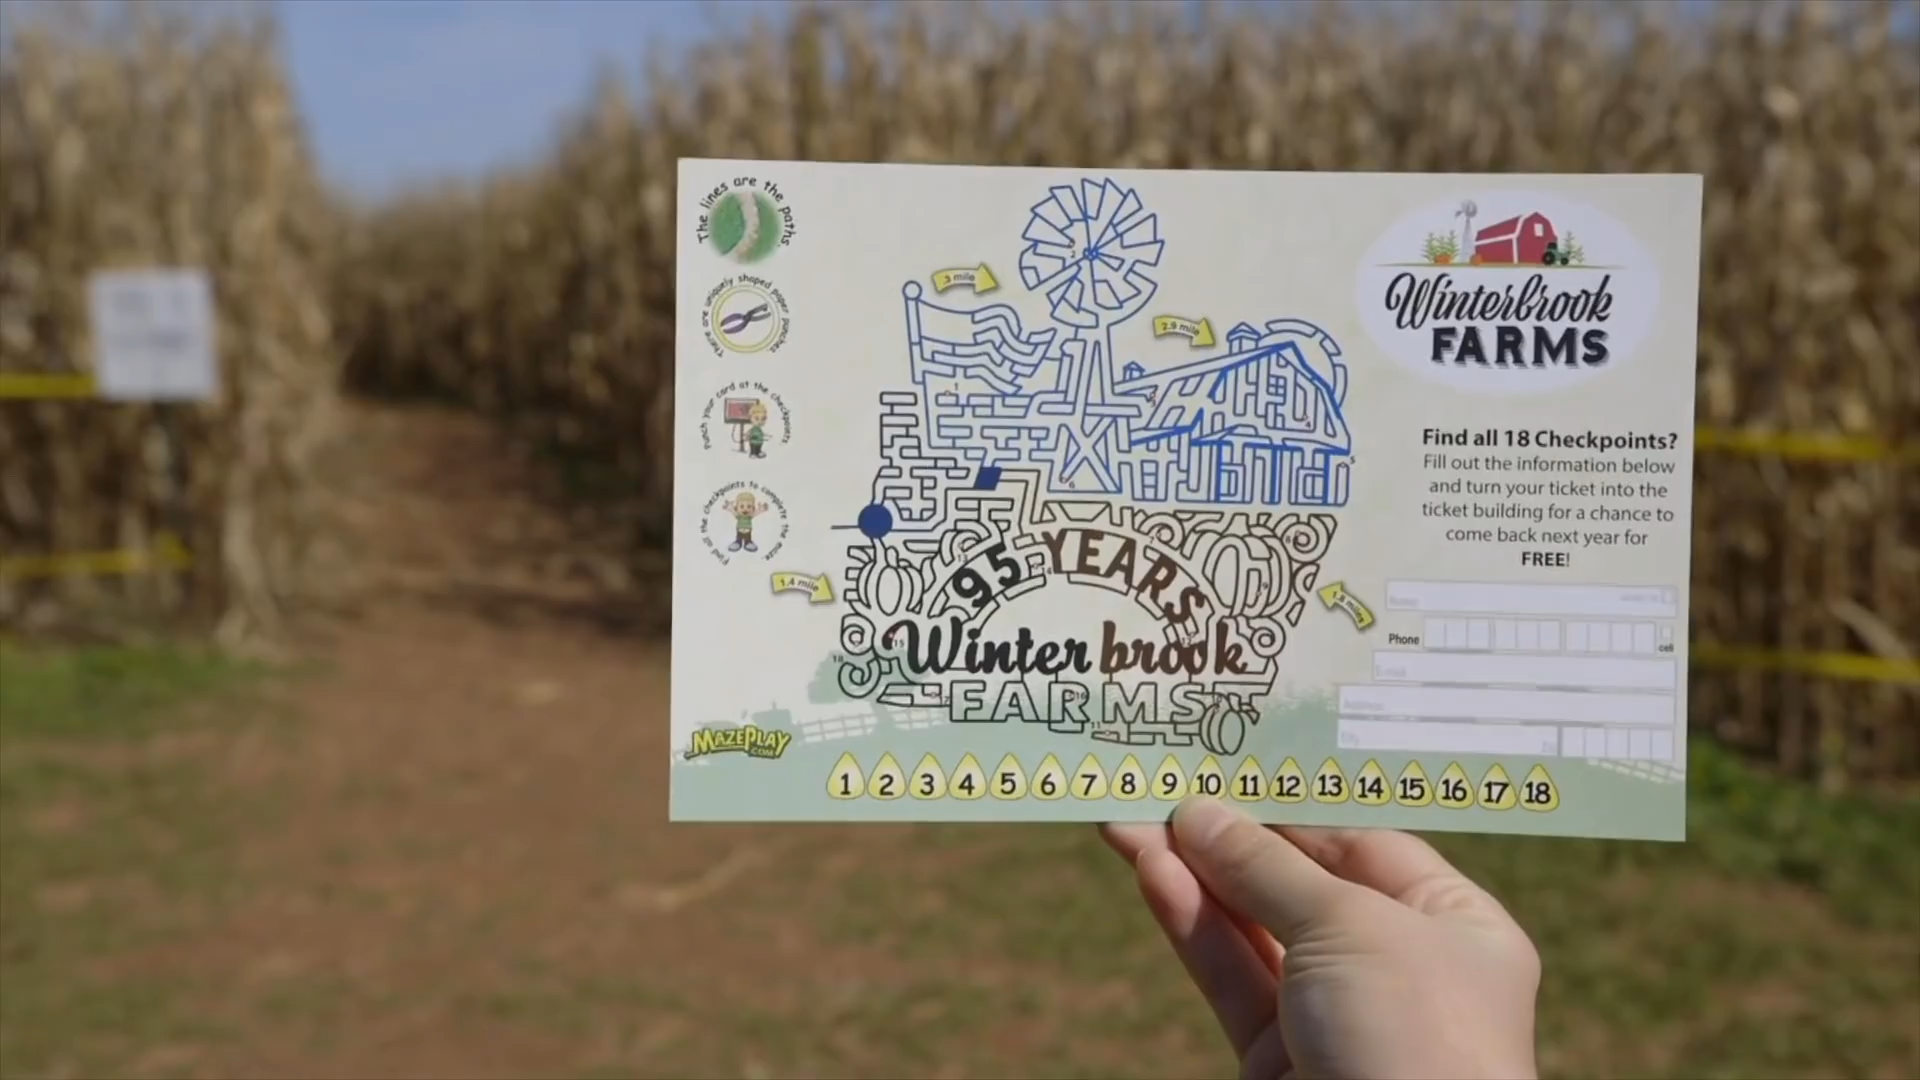 The lines are the paths.
There are uniquely shaped paper punches
Punch your card at the checkpoints
Find all the checkpoints to complete the maze.
.3 mile
2.9 mile
1.4 mile
1.8 miles
95 YEARS
Winterbrook
FARMS
MAZEPLAY
.COM
1 2 3 4 5 6 7 8 9 10 11 12 13 14 15 16 17 18
Winterbrook
FARMS
Find all 18 Checkpoints?
Fill out the information below
and turn your ticket into the
ticket building for a chance to
come back next year for
FREE!
Phone
cell